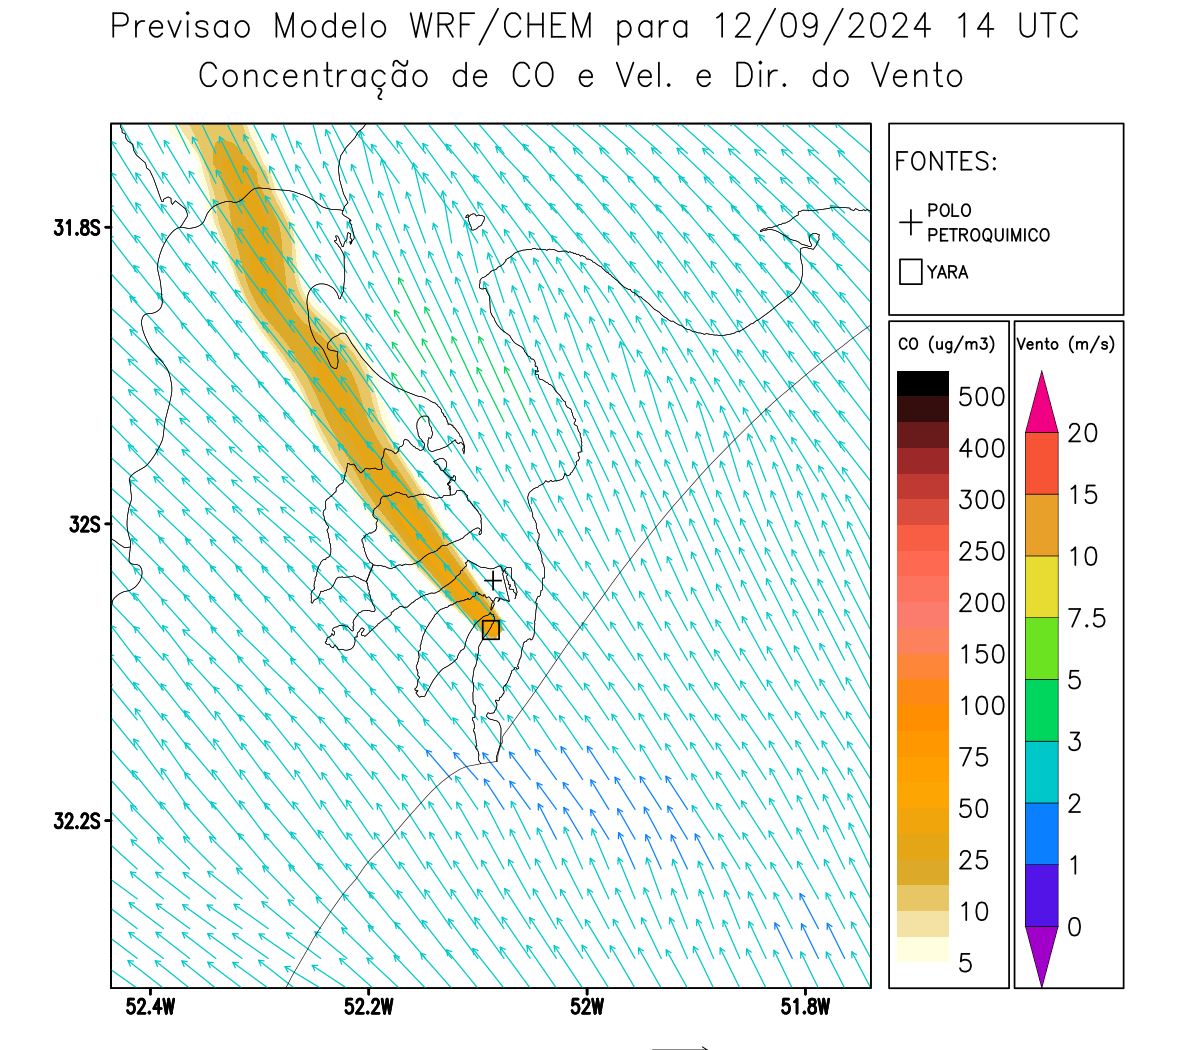 Previsao Modelo WRF/CHEM para 12/09/2024 14 UTC
Concentração de CO e Vel. e Dir. do Vento
FONTES:
POLO
PETROQUIMICO
YARA
CO (ug/m3)
500
400
300
250
200
150
100
75
50
25
10
5
Vento (m/s)
20
15
10
7.5
5
3
2
1
0
31.8S
32S
32.2S
52.4W
52.2W
52W
51.8W